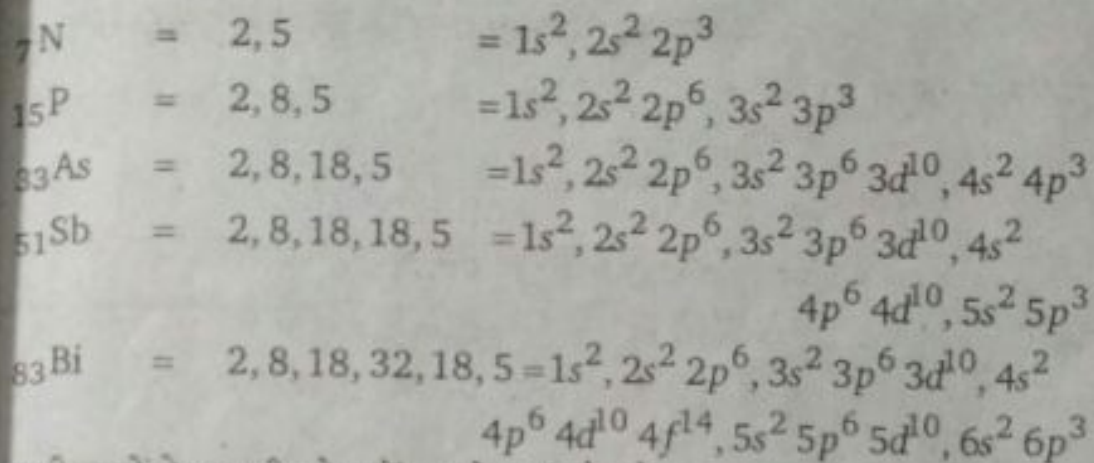 ₇N = 2, 5 = 1s², 2s² 2p³
₁₅P = 2, 8, 5 =1s², 2s² 2p⁶, 3s² 3p³
₃₃As = 2, 8, 18, 5 =1s², 2s² 2p⁶, 3s² 3p⁶ 3d¹⁰, 4s² 4p³
₅₁Sb = 2, 8, 18, 18, 5 =1s², 2s² 2p⁶, 3s² 3p⁶ 3d¹⁰, 4s²
4p⁶ 4d¹⁰, 5s² 5p³
₈₃Bi = 2, 8, 18, 32, 18, 5 =1s², 2s² 2p⁶, 3s² 3p⁶ 3d¹⁰, 4s²
4p⁶ 4d¹⁰ 4f¹⁴, 5s² 5p⁶ 5d¹⁰, 6s² 6p³